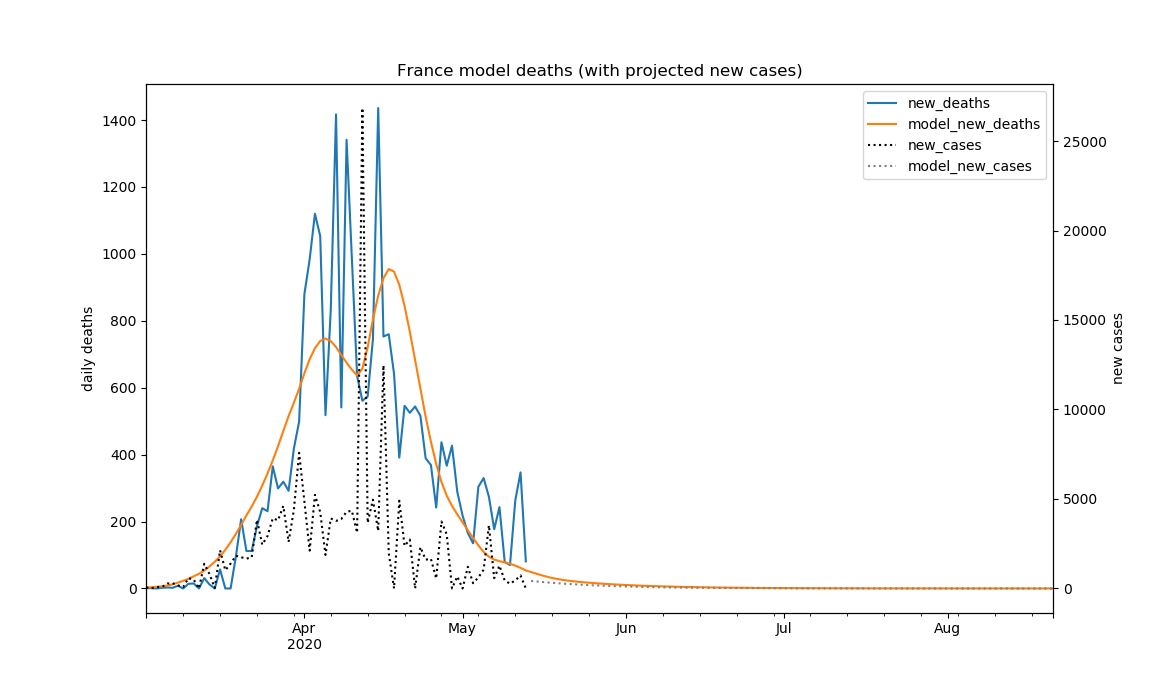 France model deaths (with projected new cases)
new_deaths
model_new_deaths
new_cases
model_new_cases
daily deaths
1400
1200
1000
800
600
400
200
0
25000
20000
15000
10000
5000
0
new cases
Apr
2020
May
Jun
Jul
Aug